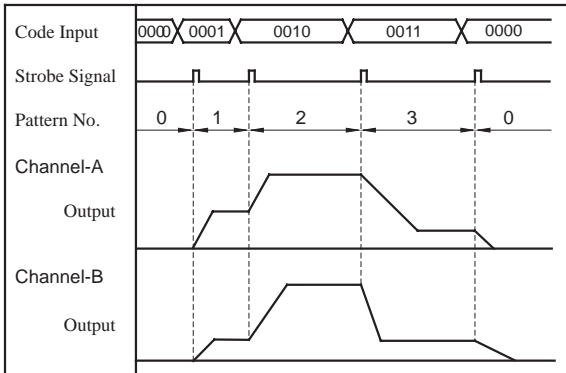 Code Input 0000 0001 0010 0011 0000
Strobe Signal
Pattern No. 0 1 2 3 0
Channel-A
Output
Channel-B
Output